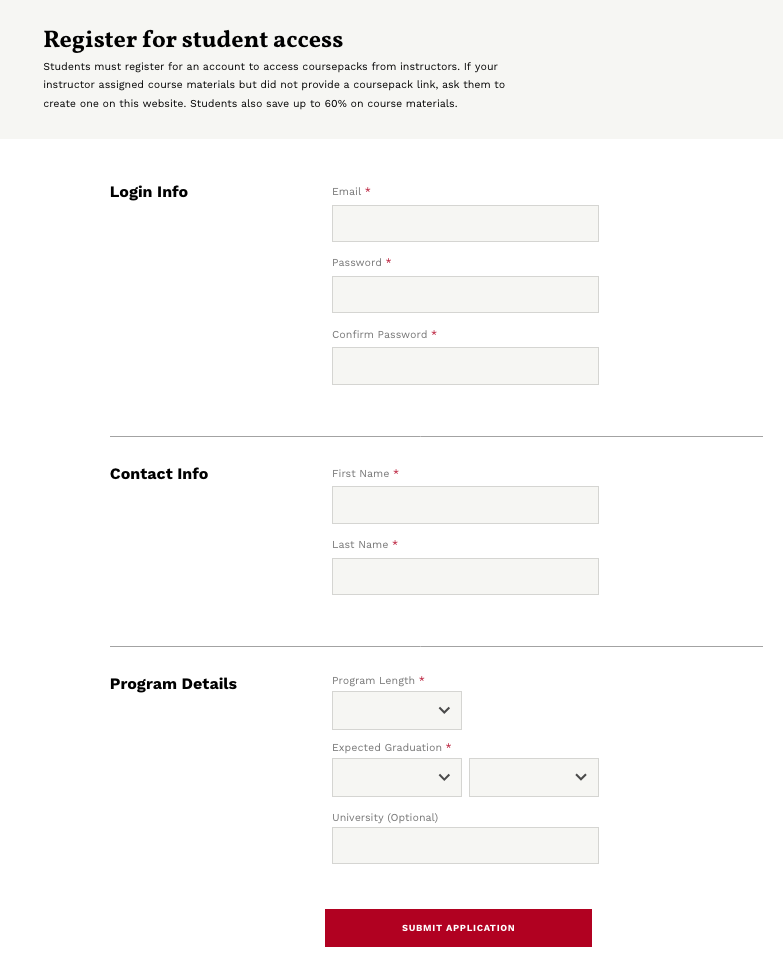 Register for student access
Students must register for an account to access coursepacks from instructors. If your
instructor assigned course materials but did not provide a coursepack link, ask them to
create one on this website. Students also save up to 60% on course materials.
Login Info
Email *
Password *
Confirm Password *
Contact Info
First Name *
Last Name *
Program Details
Program Length *
Expected Graduation *
University (Optional)
SUBMIT APPLICATION